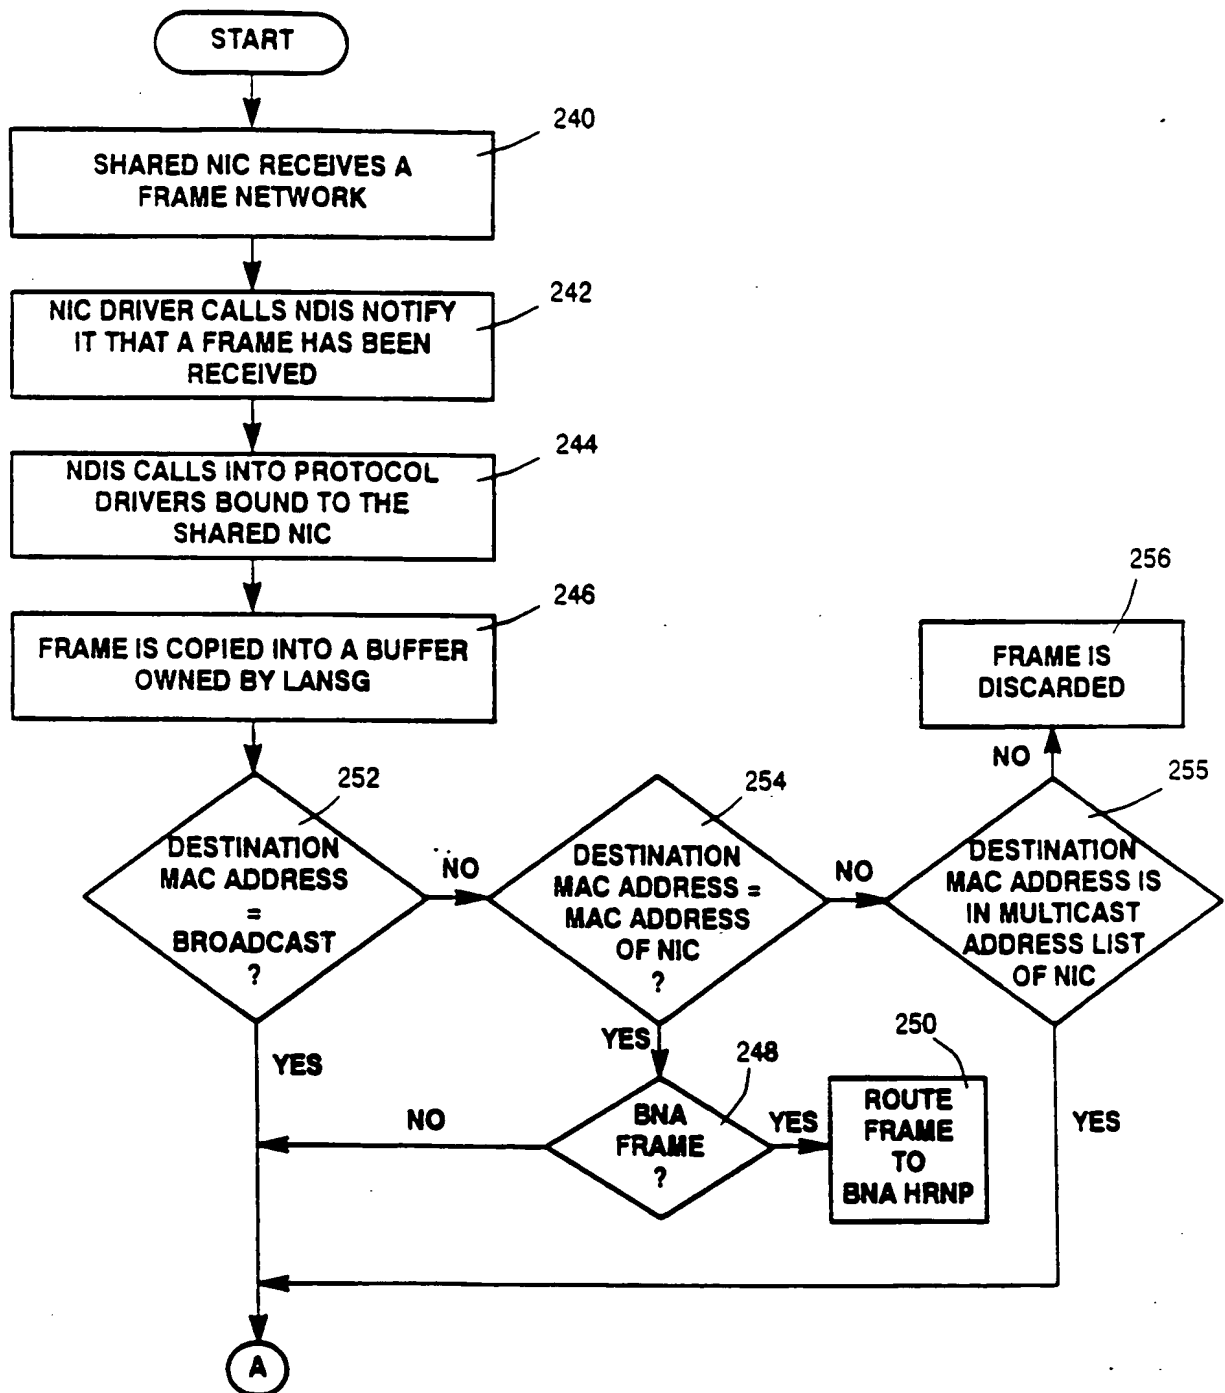 START
240
SHARED NIC RECEIVES A
FRAME NETWORK
242
NIC DRIVER CALLS NDIS NOTIFY
IT THAT A FRAME HAS BEEN
RECEIVED
244
NDIS CALLS INTO PROTOCOL
DRIVERS BOUND TO THE
SHARED NIC
246
FRAME IS COPIED INTO A BUFFER
OWNED BY LANSG
256
FRAME IS
DISCARDED
NO
252
DESTINATION
MAC ADDRESS
=
BROADCAST
?
NO
254
DESTINATION
MAC ADDRESS =
MAC ADDRESS
OF NIC
?
NO
255
DESTINATION
MAC ADDRESS IS
IN MULTICAST
ADDRESS LIST
OF NIC
YES
YES
248
BNA
FRAME
?
NO
YES
250
ROUTE
FRAME
TO
BNA HRNP
YES
A